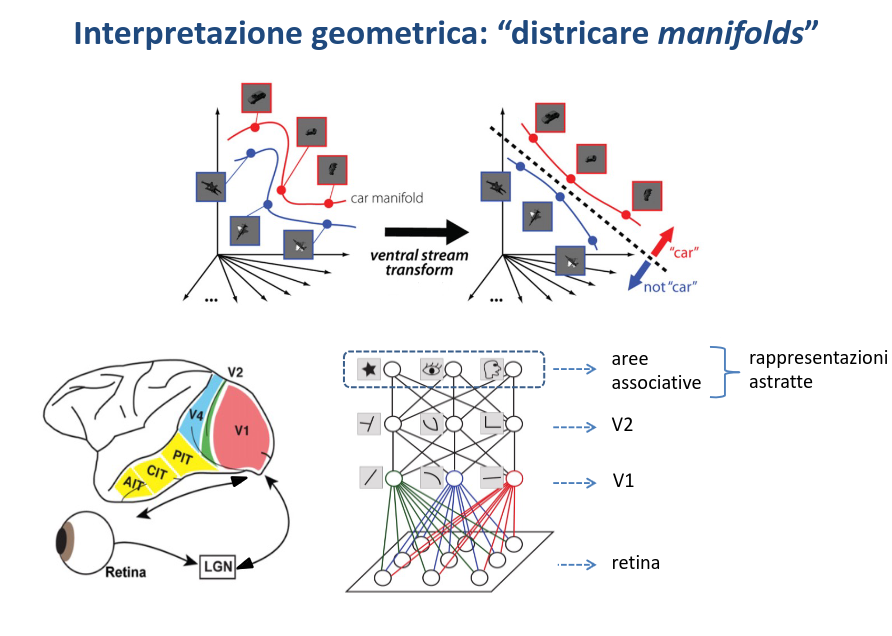 Interpretazione geometrica: “districare manifolds”
car manifold
ventral stream
transform
...
...
“car”
not “car”
V2
V4
V1
PIT
CIT
AIT
Retina
LGN
aree
associative
rappresentazioni
astratte
V2
V1
retina